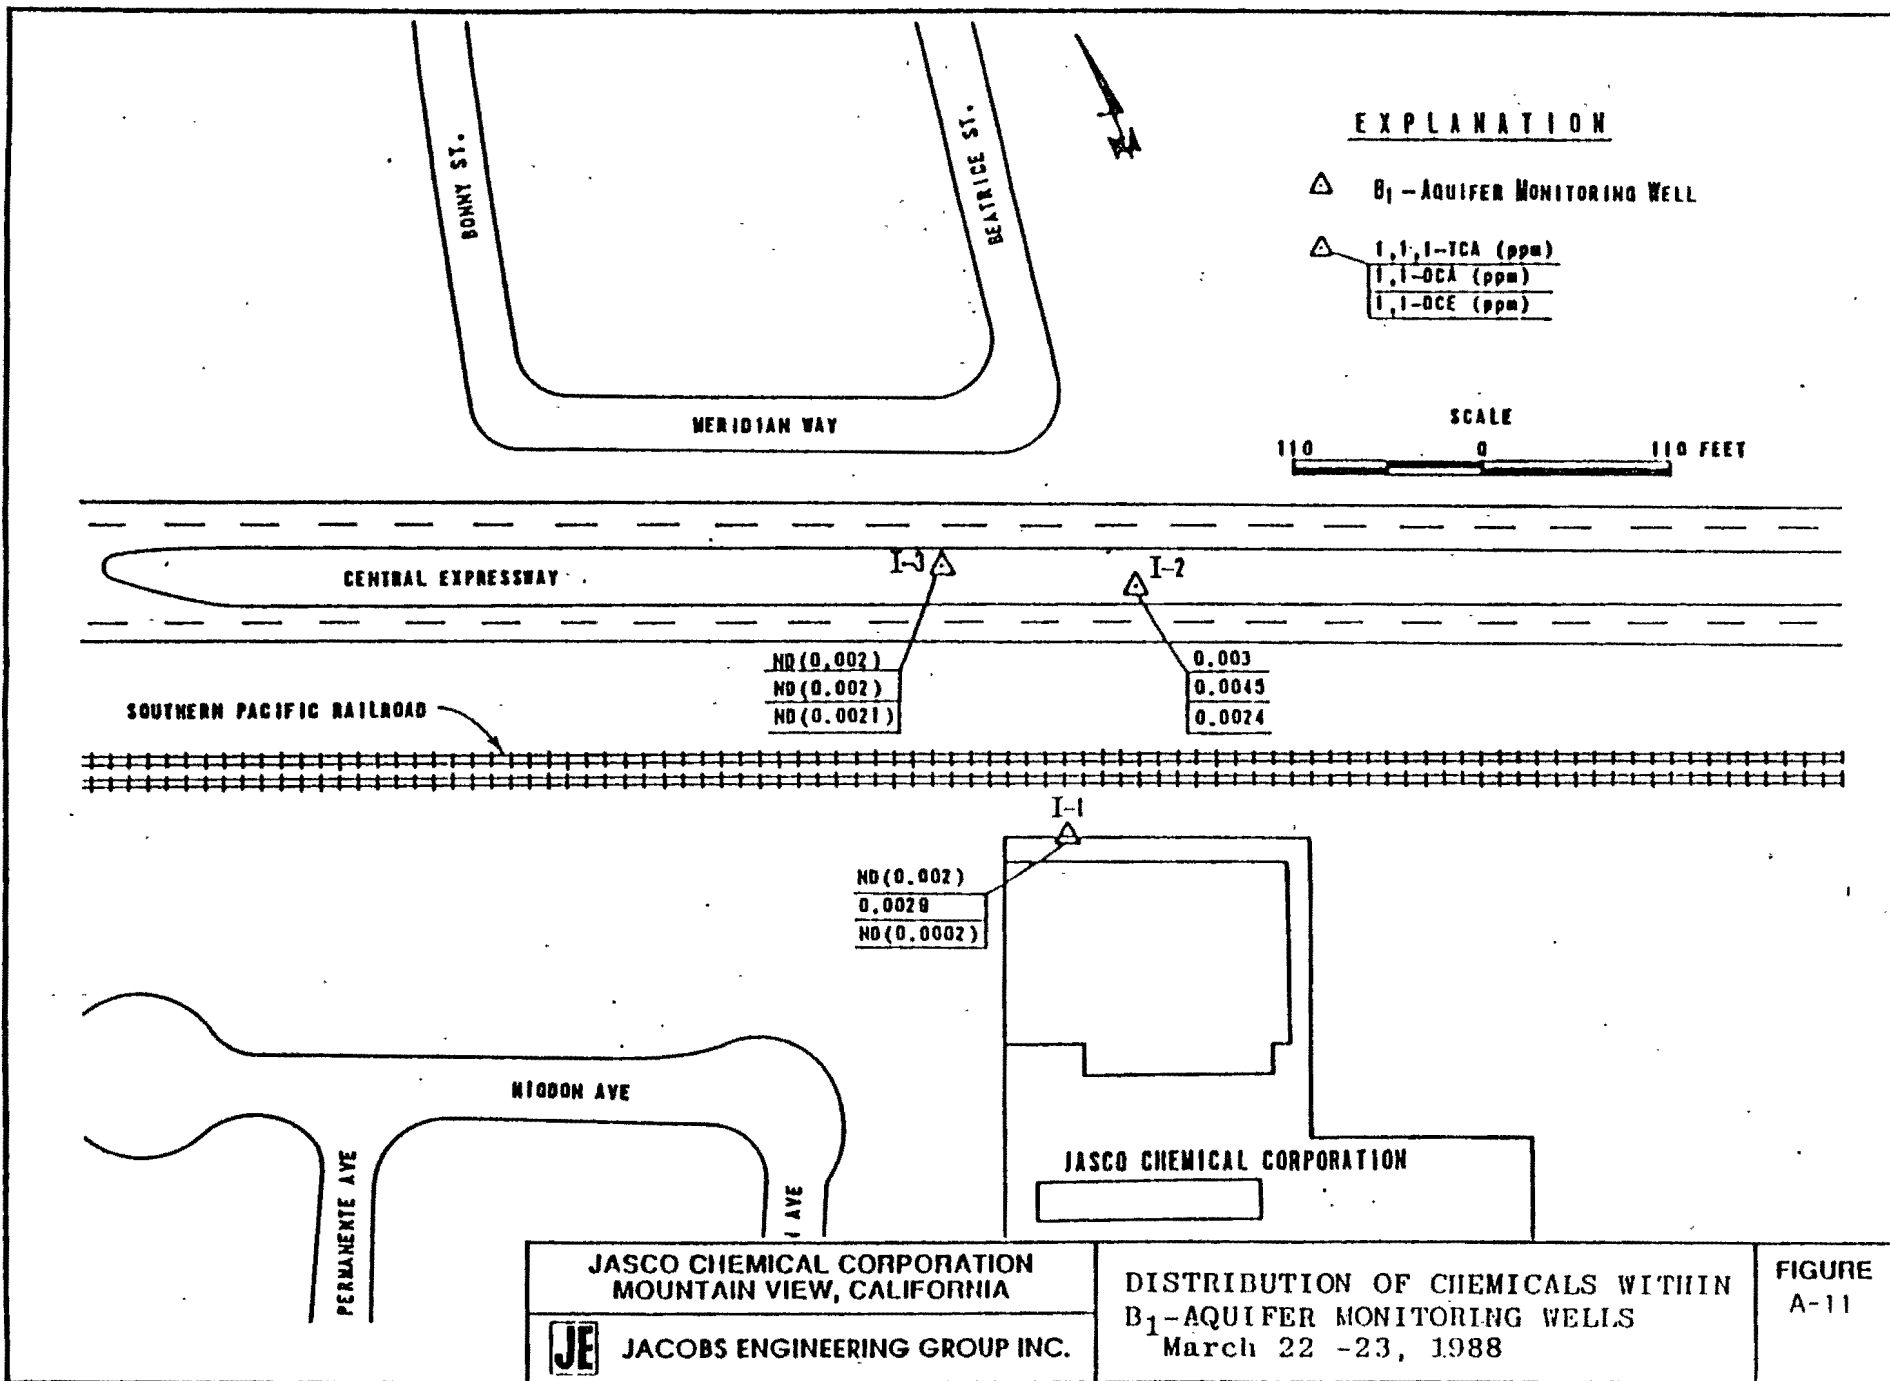 BONNY ST.
BEATRICE ST.
EXPLANATION
B1-AQUIFER MONITORING WELL
1,1,1-TCA (ppm)
1,1-DCA (ppm)
1,1-DCE (ppm)
MERIDIAN WAY
SCALE
110 0 110 FEET
I-3
I-2
CENTRAL EXPRESSWAY
ND(0.002)
ND(0.002)
ND(0.0021)
0.003
0.0045
0.0024
SOUTHERN PACIFIC RAILROAD
I-1
ND(0.002)
ND(0.0002)
AVE
PERMANENTE AVE
AVE
JASCO CHEMICAL CORPORATION
JASCO CHEMICAL CORPORATION
MOUNTAIN VIEW, CALIFORNIA
JE JACOBS ENGINEERING GROUP INC.
DISTRIBUTION OF CHEMICALS WITHIN
B1-AQUIFER MONITORING WELLS
March 22 -23, 1988
FIGURE
A-11